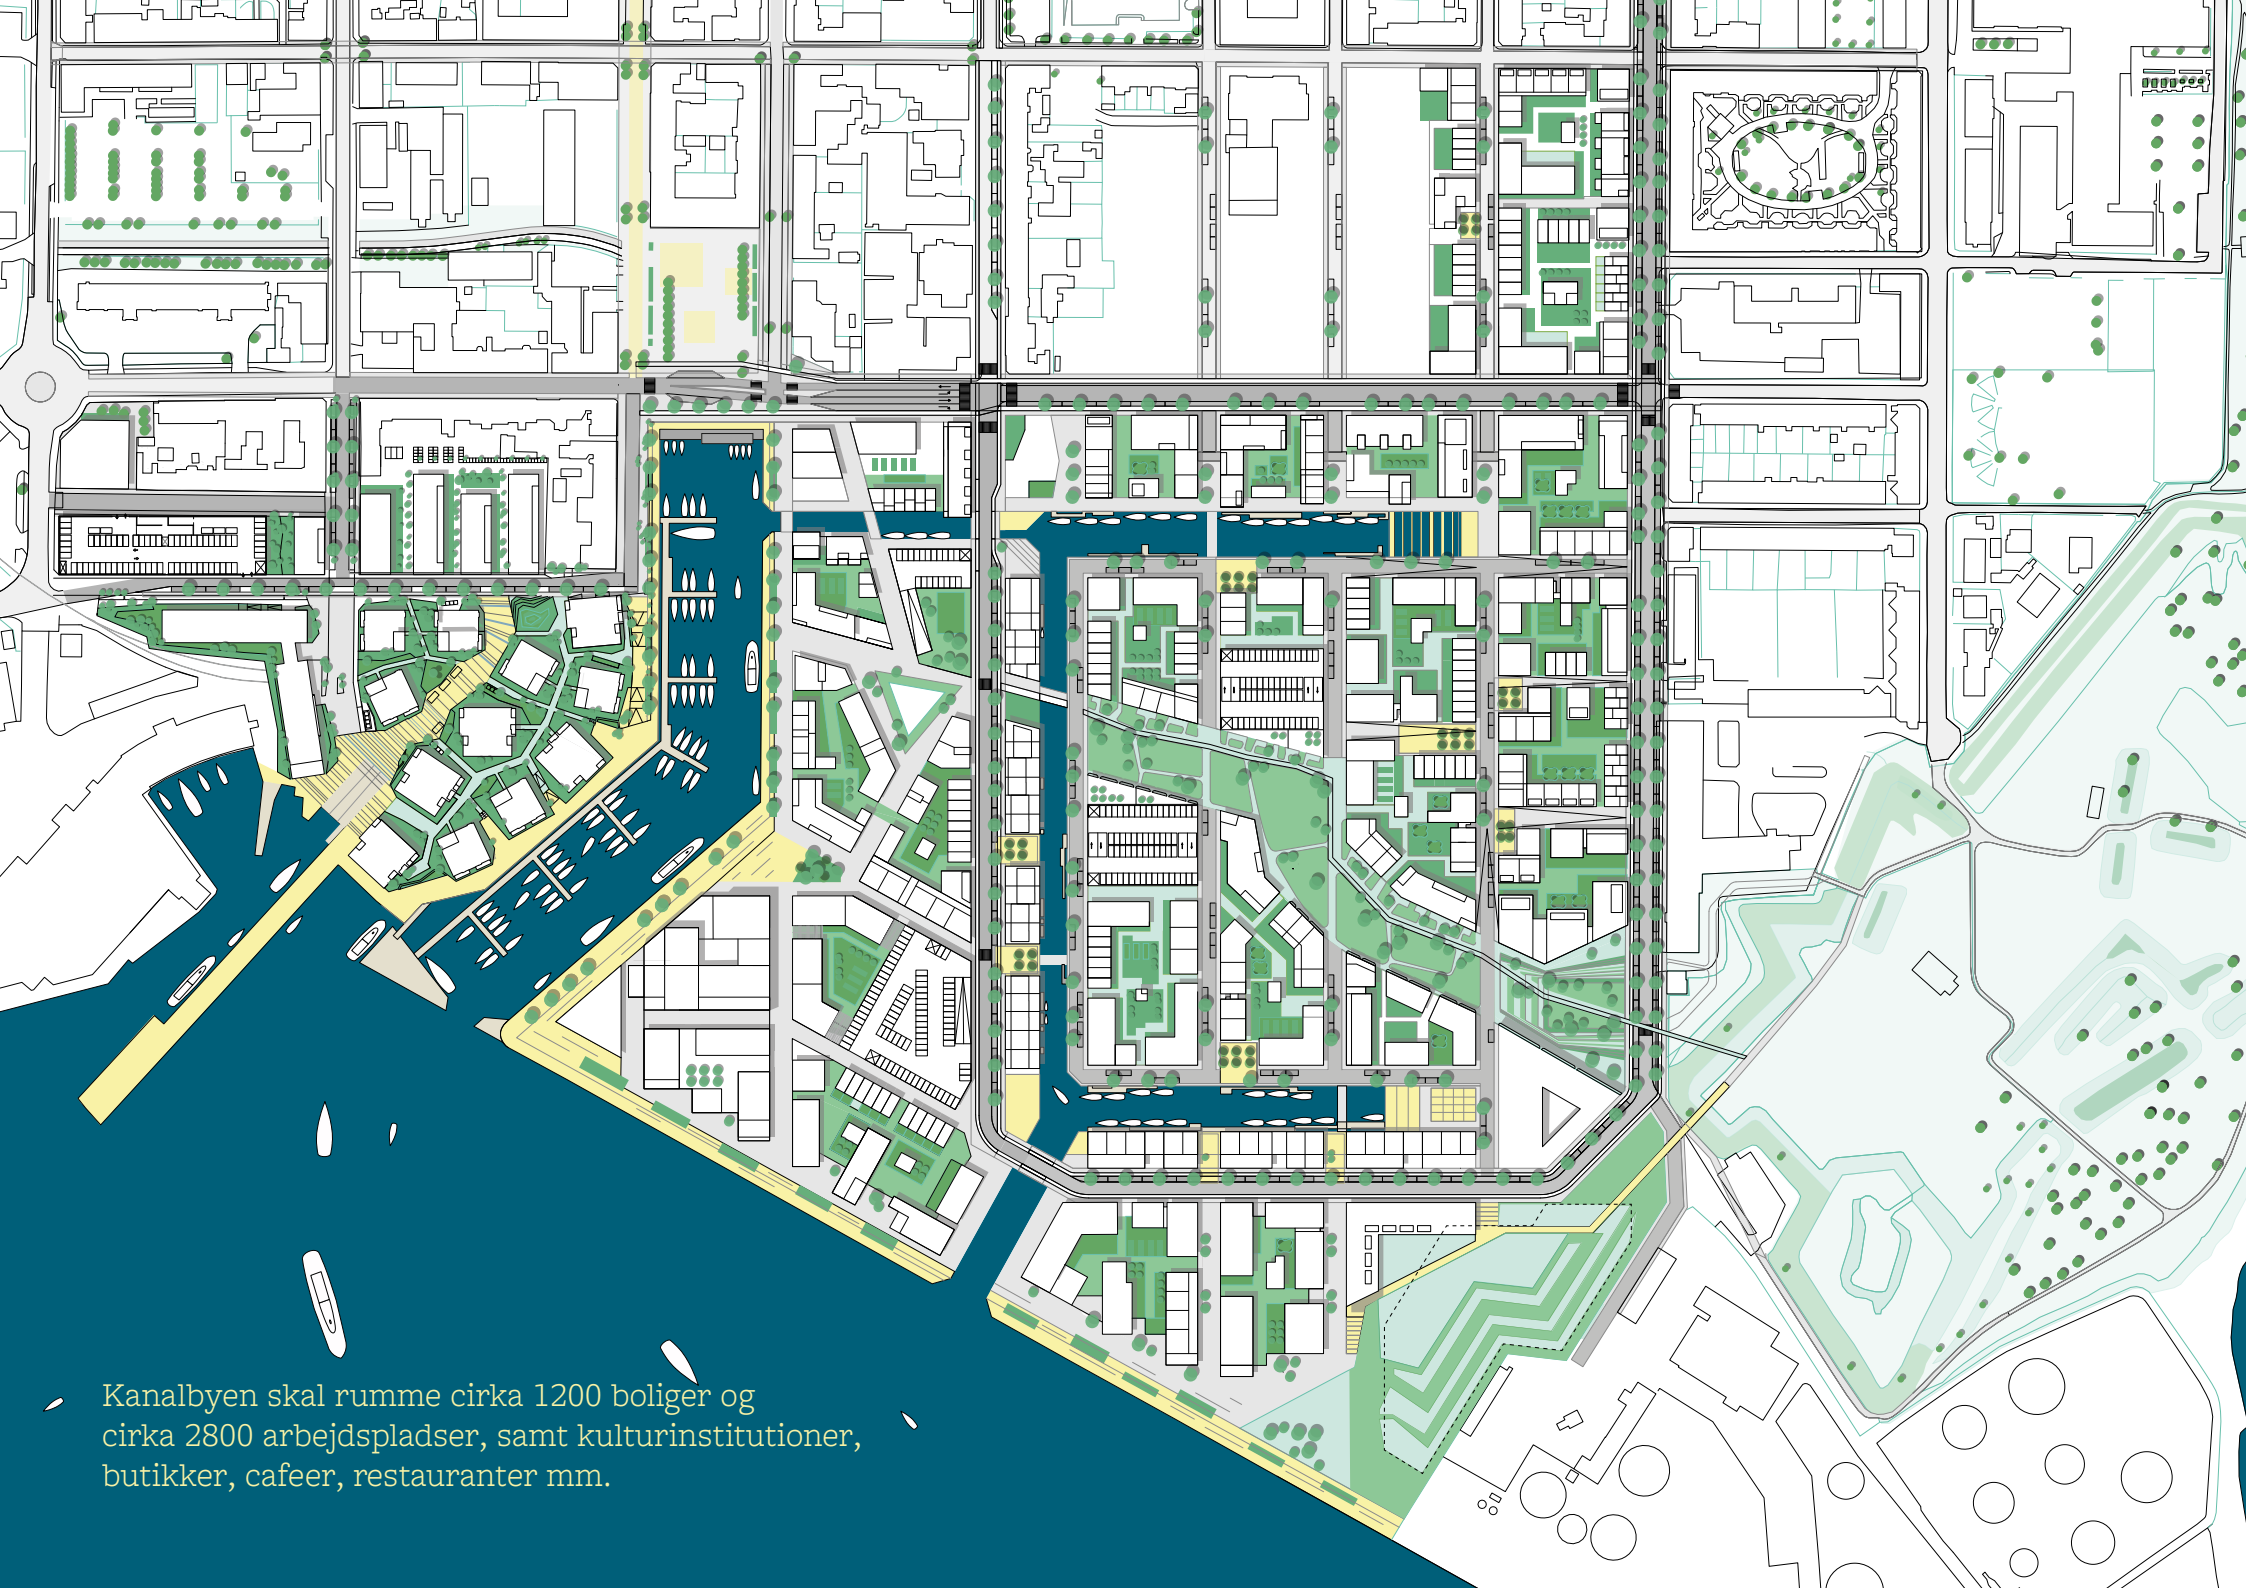 Kanalbyen skal rumme cirka 1200 boliger og
cirka 2800 arbejdspladser, samt kulturinstitutioner,
butikker, cafeer, restauranter mm.